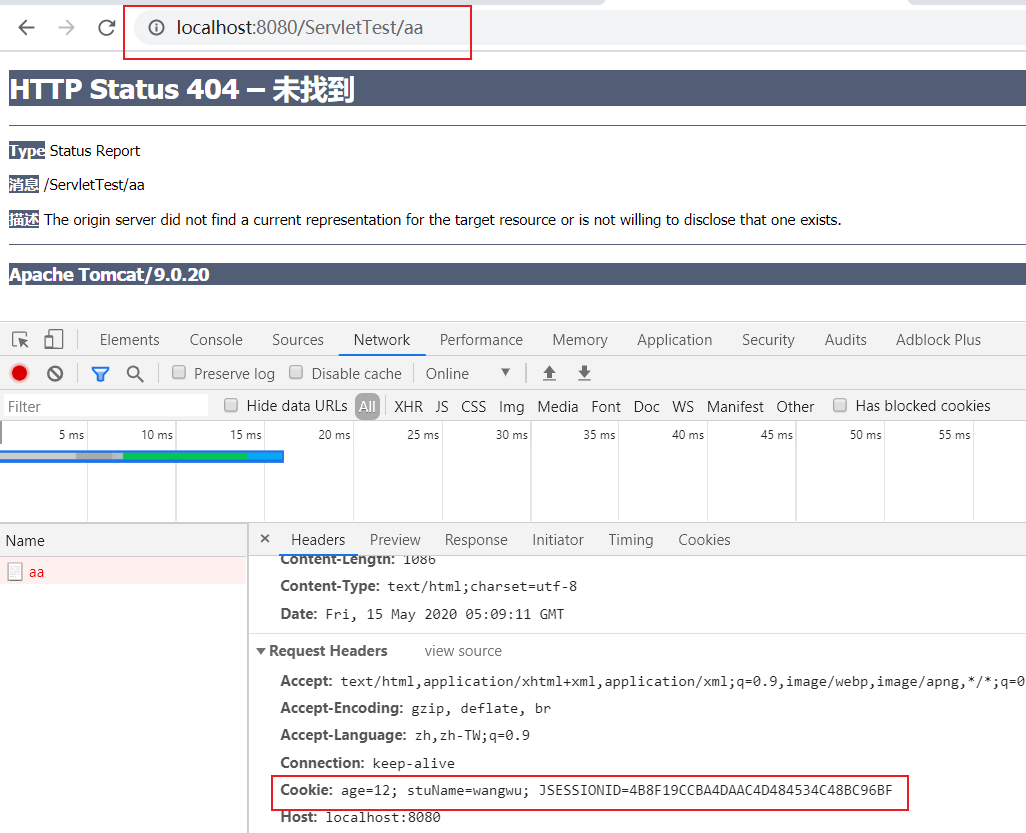 localhost:8080/ServletTest/aa
HTTP Status 404 – 未找到
Type Status Report
消息 /ServletTest/aa
描述 The origin server did not find a current representation for the target resource or is not willing to disclose that one exists.
Apache Tomcat/9.0.20
Elements Console Sources Network Performance Memory Application Security Audits Adblock Plus
Preserve log Disable cache Online
Filter Hide data URLs All XHR JS CSS Img Media Font Doc WS Manifest Other Has blocked cookies
5 ms 10 ms 15 ms 20 ms 25 ms 30 ms 35 ms 40 ms 45 ms 50 ms 55 ms
Name × Headers Preview Response Initiator Timing Cookies
aa
Content-Length: 1086
Content-Type: text/html;charset=utf-8
Date: Fri, 15 May 2020 05:09:11 GMT
Request Headers view source
Accept: text/html,application/xhtml+xml,application/xml;q=0.9,image/webp,image/apng,*/*;q=0
Accept-Encoding: gzip, deflate, br
Accept-Language: zh,zh-TW;q=0.9
Connection: keep-alive
Cookie: age=12; stuName=wangwu; JSESSIONID=4B8F19CCBA4DAAC4D484534C48BC96BF
Host: localhost:8080